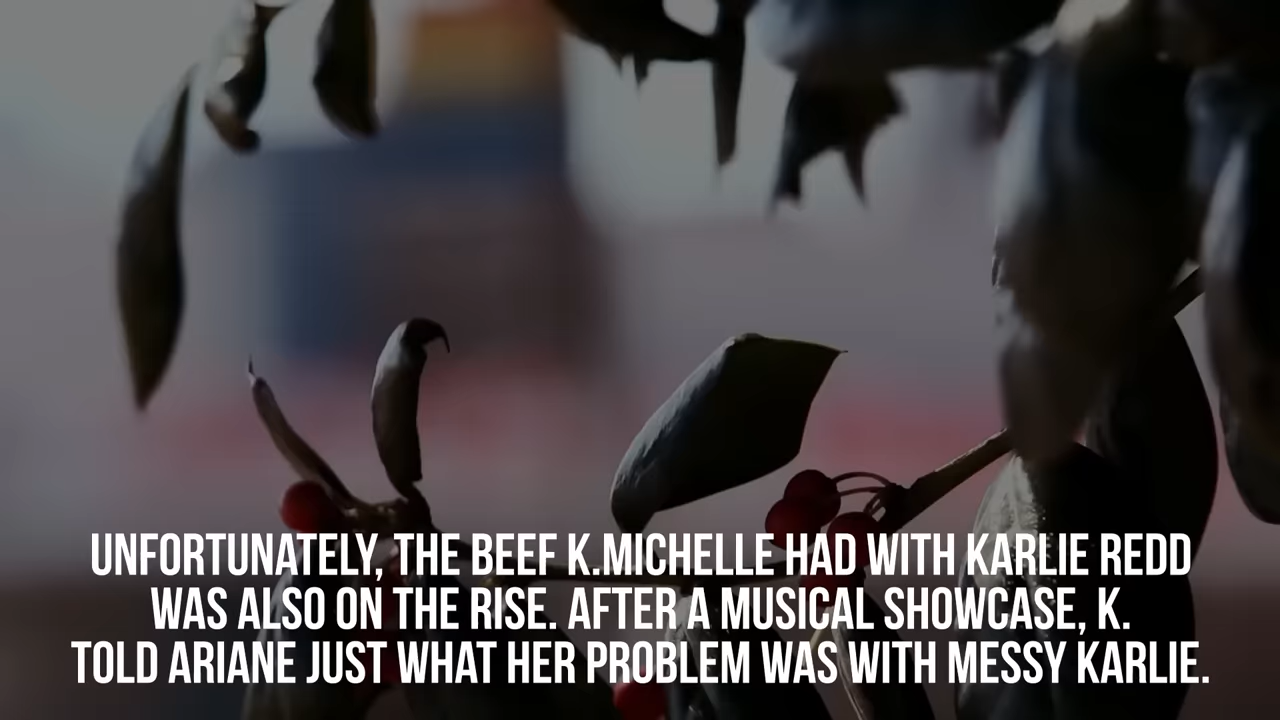 UNFORTUNATELY, THE BEEF K.MICHELLE HAD WITH KARLIE REDD
WAS ALSO ON THE RISE. AFTER A MUSICAL SHOWCASE, K.
TOLD ARIANE JUST WHAT HER PROBLEM WAS WITH MESSY KARLIE.